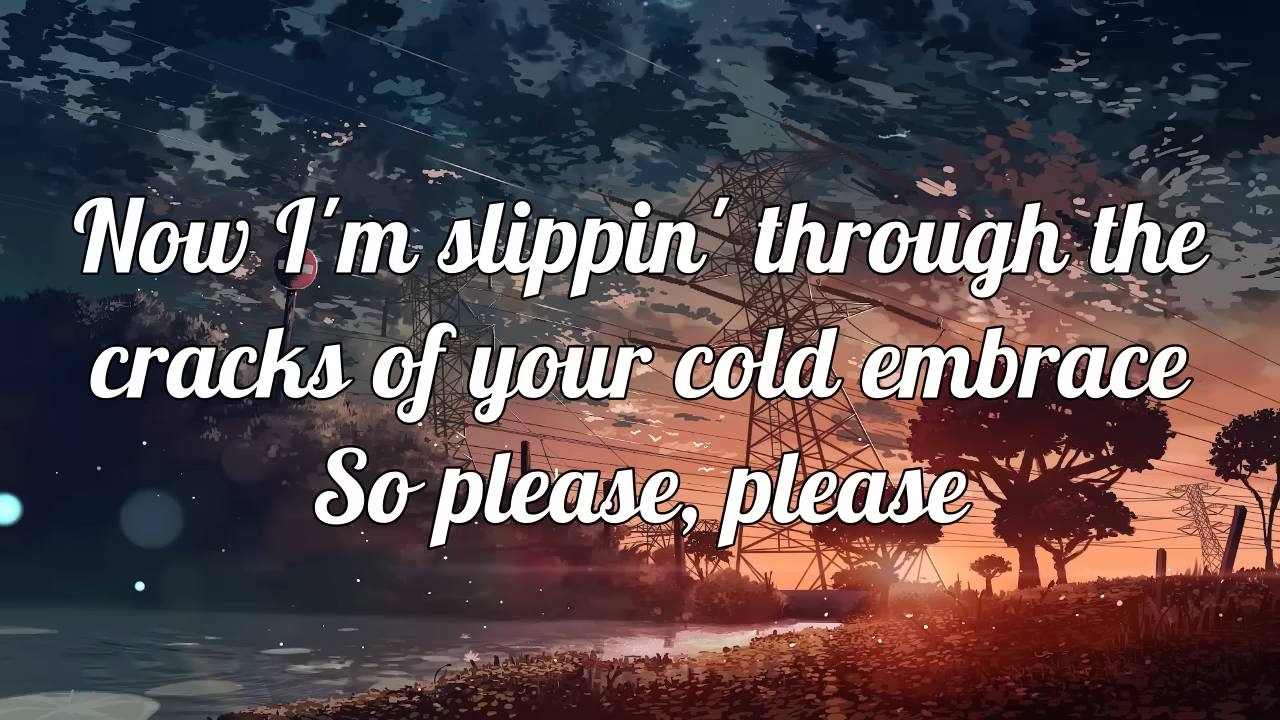 Now I'm slippin' through the
cracks of your cold embrace
So please, please